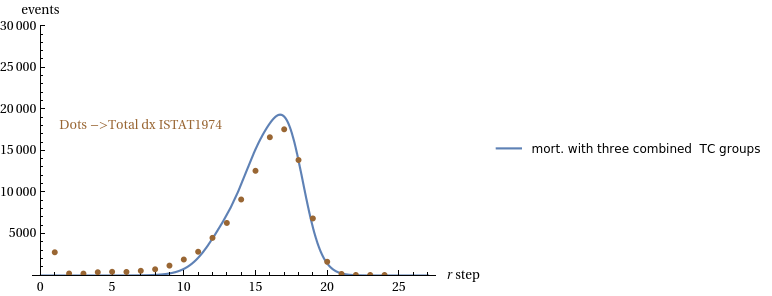 events
30 000
25 000
20 000
Dots −>Total dx ISTAT1974
15 000
mort. with three combined  TC groups
10 000
5000
0 5 10 15 20 25
r step